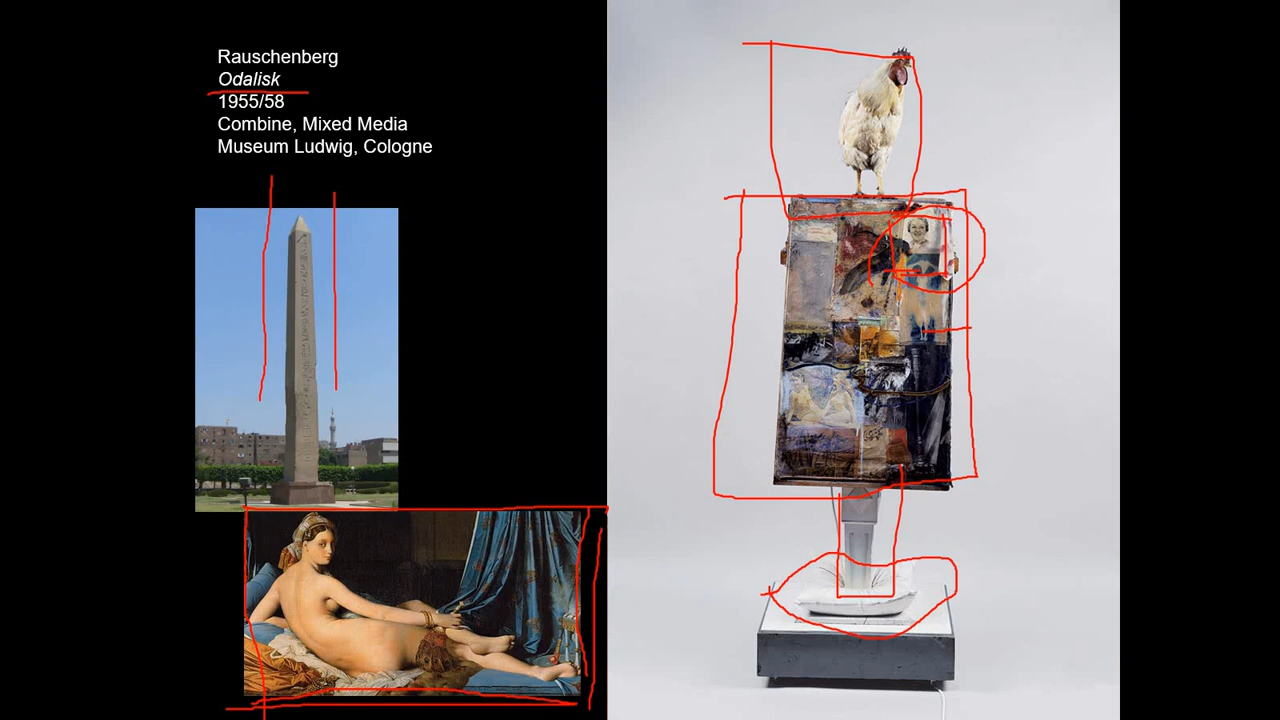 Rauschenberg
Odalisk
1955/58
Combine, Mixed Media
Museum Ludwig, Cologne